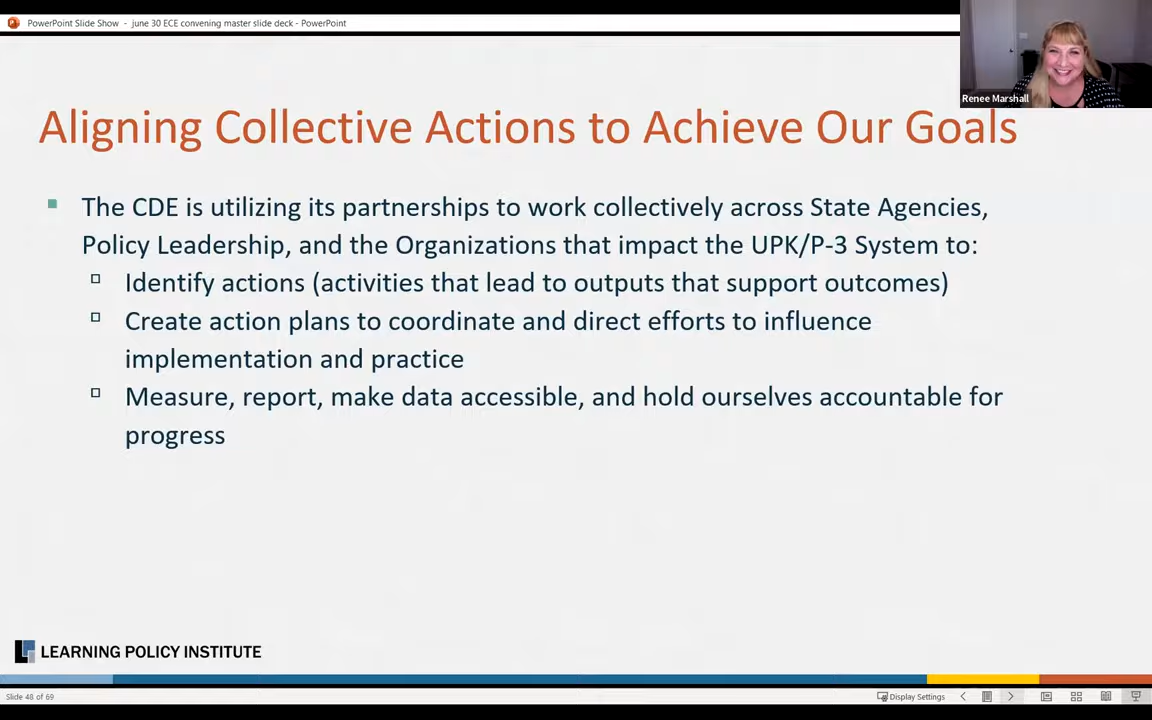 PowerPoint Slide Show - june 30 ECE convening master slide deck - PowerPoint
Renee Marshall
Aligning Collective Actions to Achieve Our Goals
The CDE is utilizing its partnerships to work collectively across State Agencies,
Policy Leadership, and the Organizations that impact the UPK/P-3 System to:
Identify actions (activities that lead to outputs that support outcomes)
Create action plans to coordinate and direct efforts to influence
implementation and practice
Measure, report, make data accessible, and hold ourselves accountable for
progress
LEARNING POLICY INSTITUTE
Slide 48 of 69
Display Settings